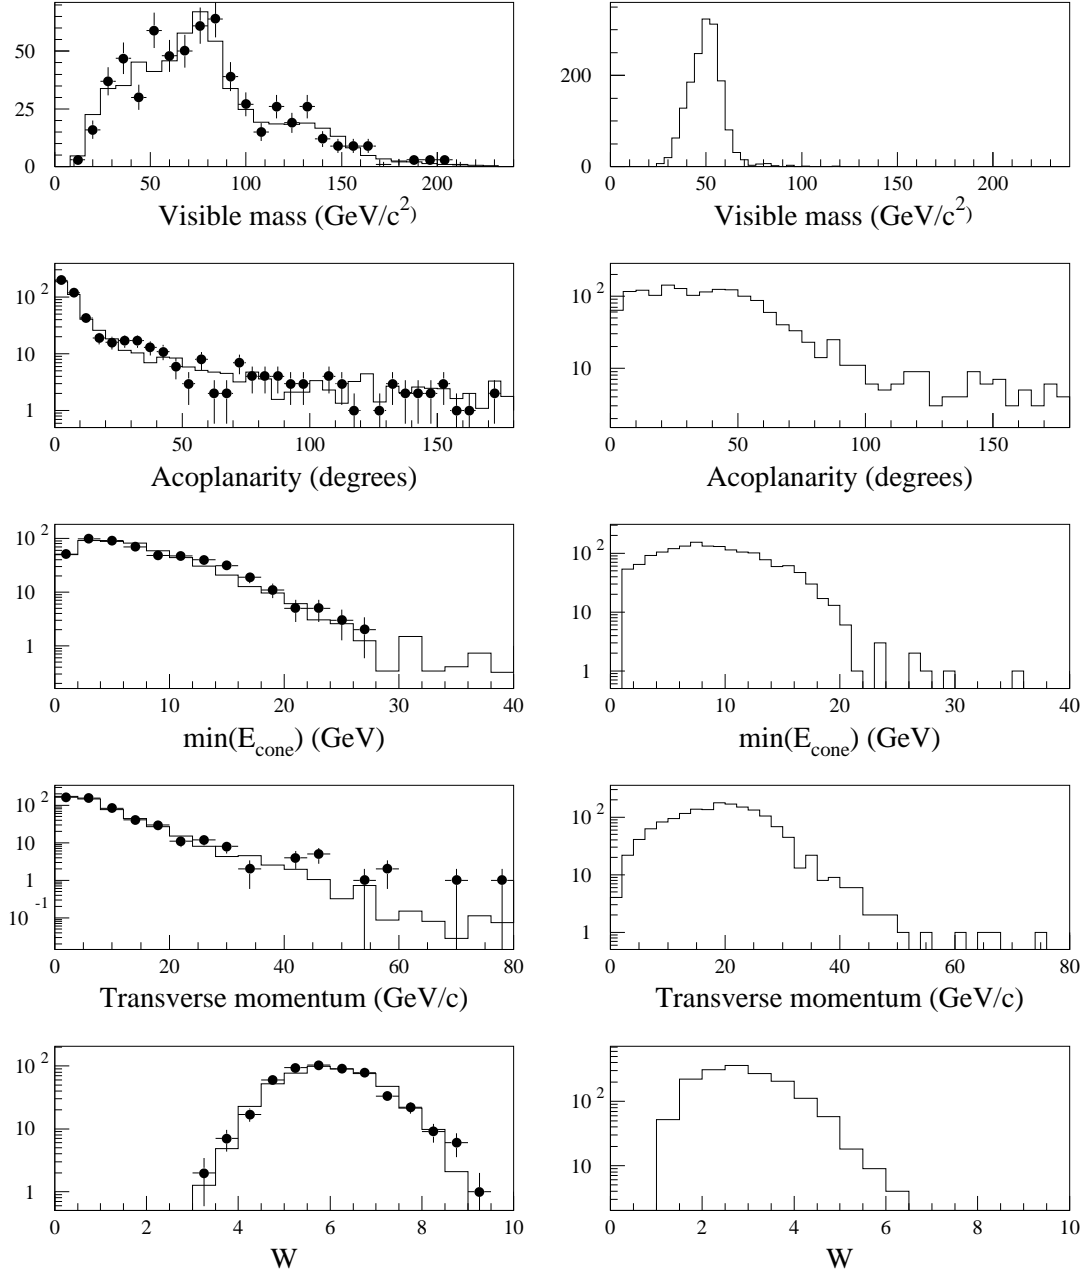 50
25
0
0 50 100 150 200
Visible mass (GeV/c²)
200
0
0 50 100 150 200
Visible mass (GeV/c²)
10²
10
1
0 50 100 150
Acoplanarity (degrees)
10²
10
0 50 100 150
Acoplanarity (degrees)
10²
10
1
0 10 20 30 40
min(E_cone) (GeV)
10²
10
1
0 10 20 30 40
min(E_cone) (GeV)
10²
10
1
10⁻¹
0 20 40 60 80
Transverse momentum (GeV/c)
10²
10
1
0 20 40 60 80
Transverse momentum (GeV/c)
10²
10
1
0 2 4 6 8 10
W
10²
10
0 2 4 6 8 10
W